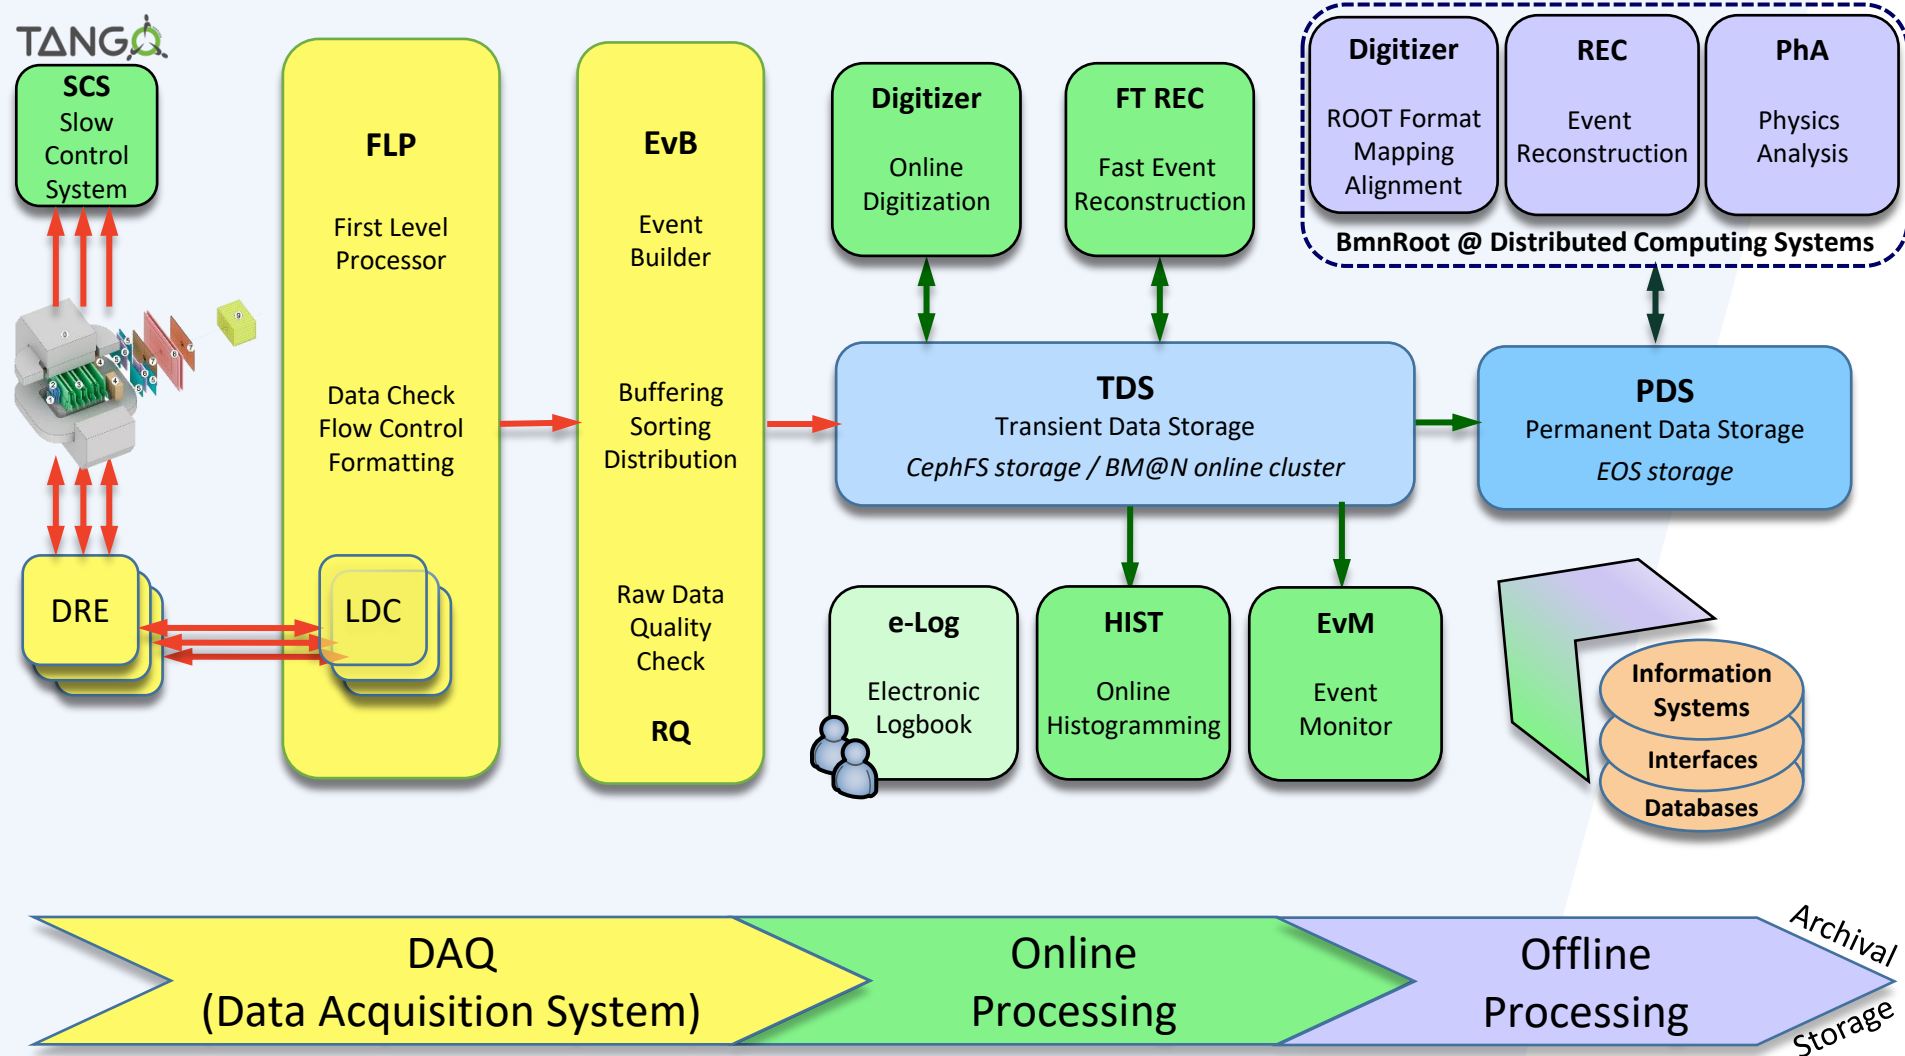 TANGO
SCS
Slow
Control
System
FLP
First Level
Processor
Data Check
Flow Control
Formatting
LDC
DRE
EvB
Event
Builder
Buffering
Sorting
Distribution
Raw Data
Quality
Check
RQ
Digitizer
Online
Digitization
FT REC
Fast Event
Reconstruction
Digitizer
ROOT Format
Mapping
Alignment
REC
Event
Reconstruction
PhA
Physics
Analysis
BmnRoot @ Distributed Computing Systems
TDS
Transient Data Storage
CephFS storage / BM@N online cluster
PDS
Permanent Data Storage
EOS storage
e-Log
Electronic
Logbook
HIST
Online
Histogramming
EvM
Event
Monitor
Information
Systems
Interfaces
Databases
DAQ
(Data Acquisition System)
Online
Processing
Offline
Processing
Archival
Storage